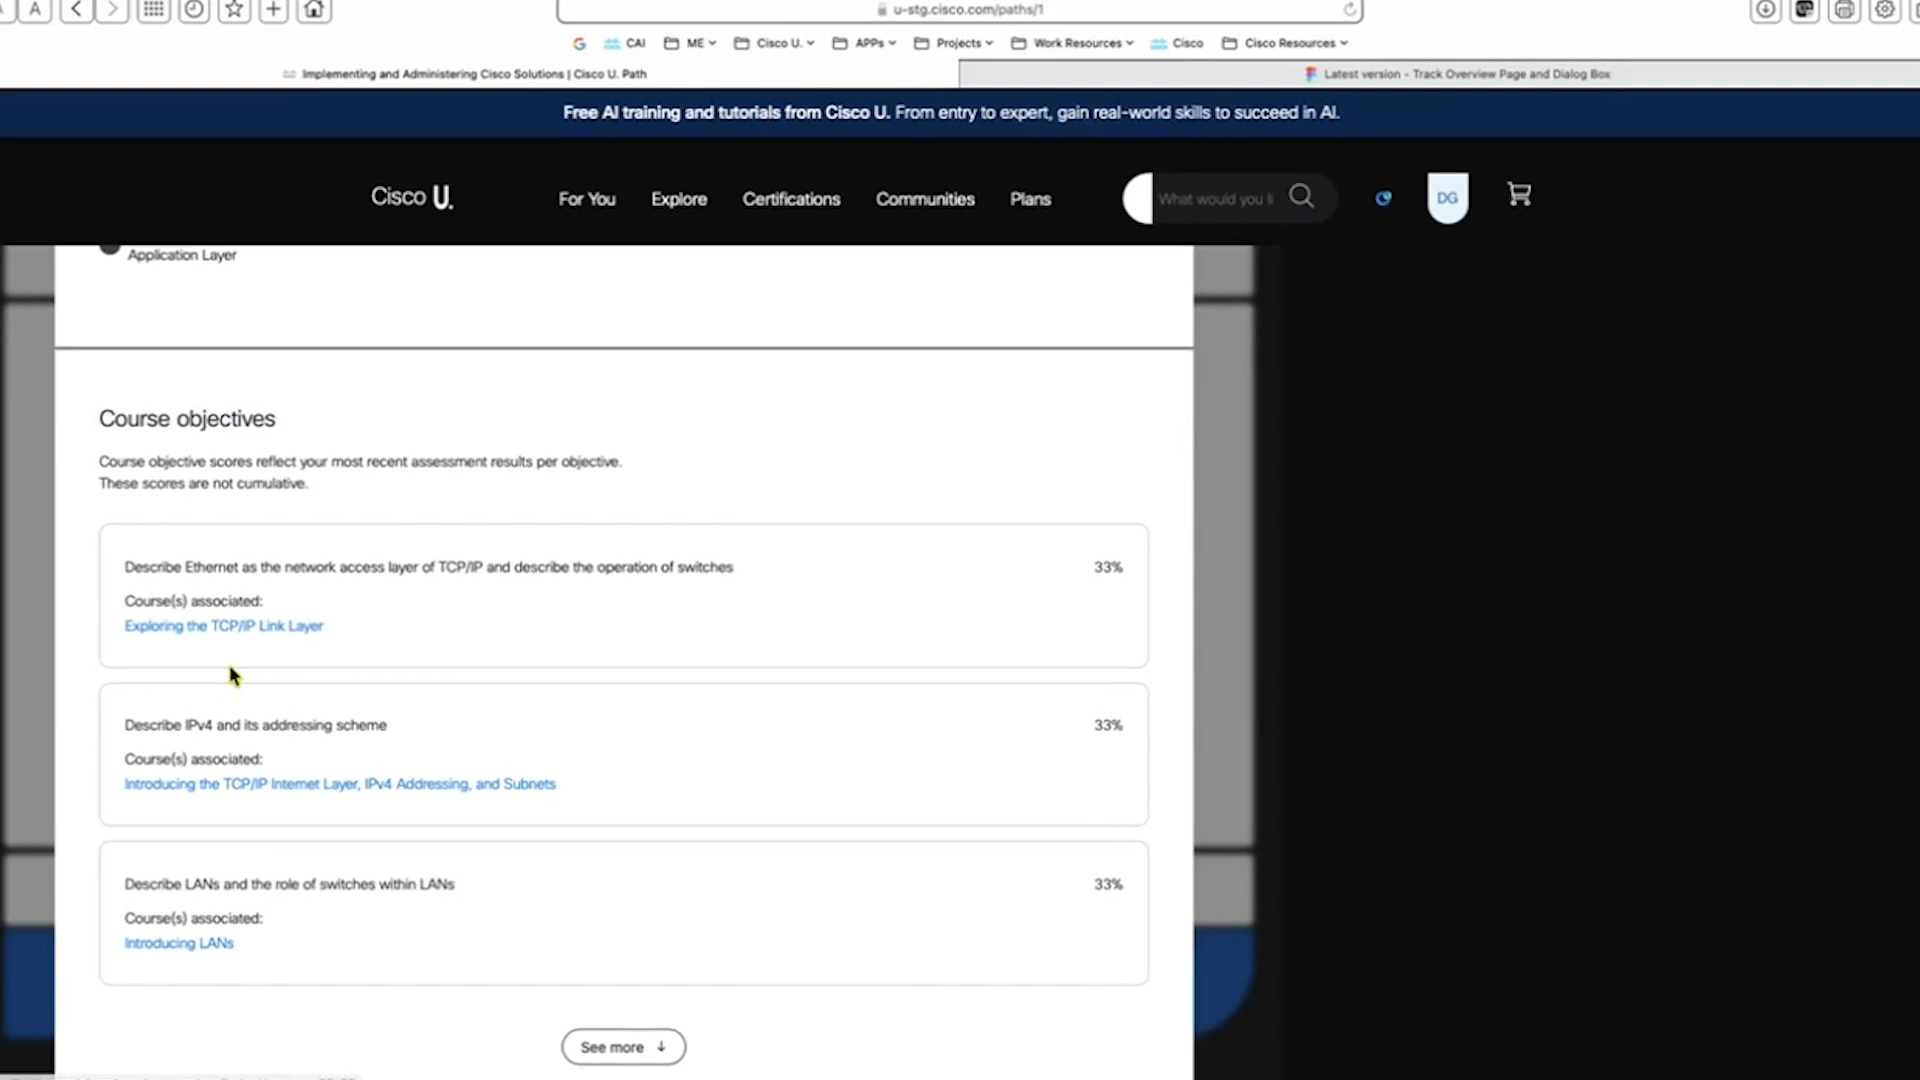 A
u-stg.cisco.com/paths/1
CAI ME Cisco U. APPs Projects Work Resources Cisco Cisco Resources
Implementing and Administering Cisco Solutions | Cisco U. Path
Latest version - Track Overview Page and Dialog Box
Free AI training and tutorials from Cisco U. From entry to expert, gain real-world skills to succeed in AI.
Cisco U. For You Explore Certifications Communities Plans What would you li DG
Application Layer
Course objectives
Course objective scores reflect your most recent assessment results per objective.
These scores are not cumulative.
Describe Ethernet as the network access layer of TCP/IP and describe the operation of switches 33%
Course(s) associated:
Exploring the TCP/IP Link Layer
Describe IPv4 and its addressing scheme 33%
Course(s) associated:
Introducing the TCP/IP Internet Layer, IPv4 Addressing, and Subnets
Describe LANs and the role of switches within LANs 33%
Course(s) associated:
Introducing LANs
See more ↓